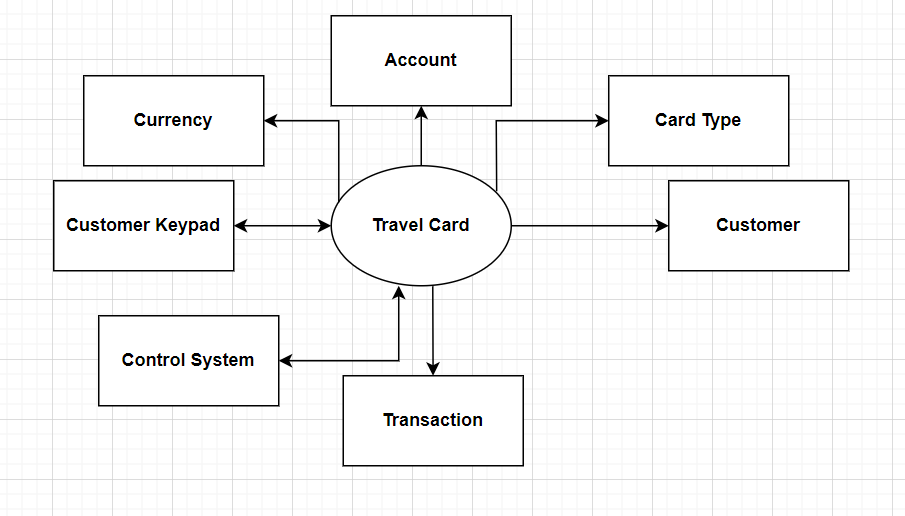 Account
Currency
Card Type
Customer Keypad
Travel Card
Customer
Control System
Transaction